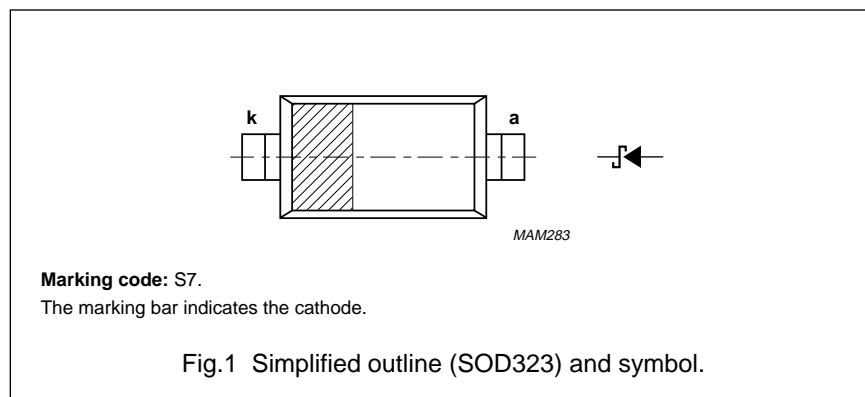 k
a
MAM283
Marking code: S7.
The marking bar indicates the cathode.
Fig.1 Simplified outline (SOD323) and symbol.